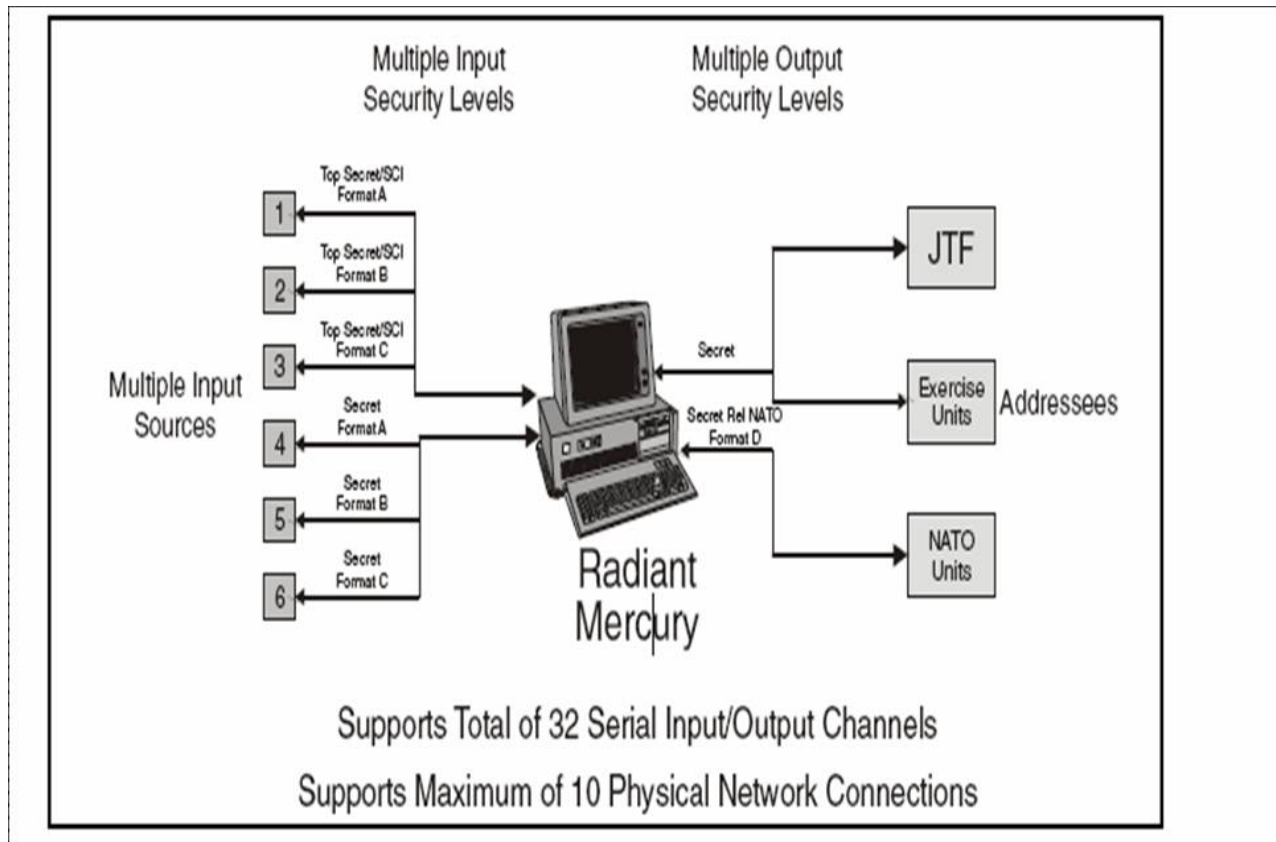 Multiple Input
Security Levels
Multiple Output
Security Levels
Top Secret/SCI
Format A
1
Top Secret/SCI
Format B
2
Top Secret/SCI
Format C
3
Multiple Input
Sources
Secret
Format A
4
Secret
Format B
5
Secret
Format C
6
Radiant
Mercury
Secret
Secret Rel NATO
Format D
JTF
Exercise
Units
Addressees
NATO
Units
Supports Total of 32 Serial Input/Output Channels
Supports Maximum of 10 Physical Network Connections